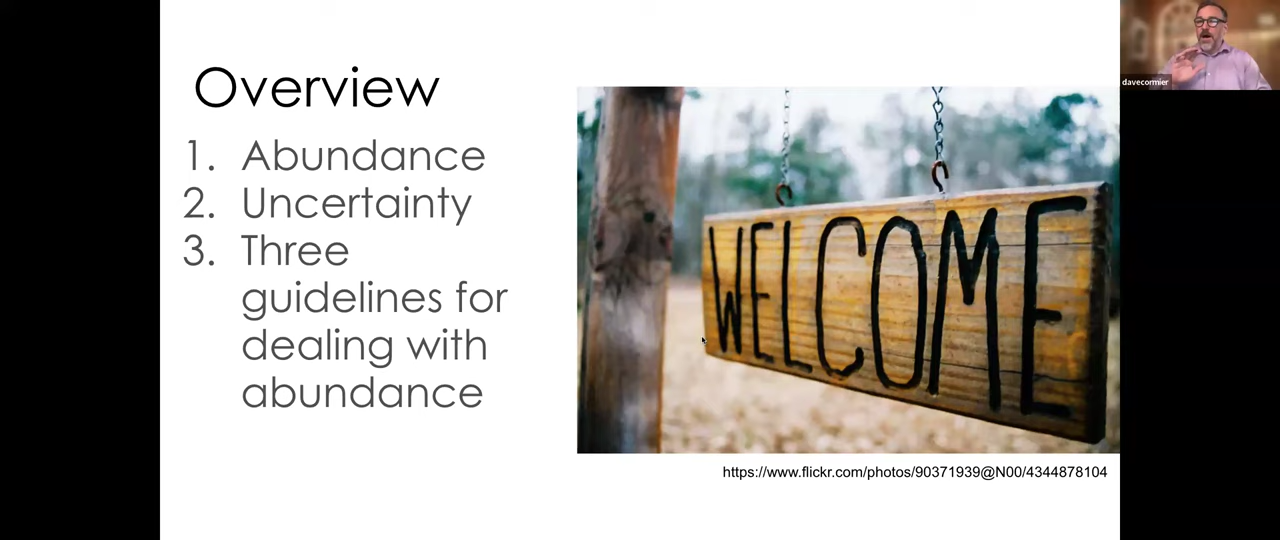 Overview
1. Abundance
2. Uncertainty
3. Three
guidelines for
dealing with
abundance
WELCOME
https://www.flickr.com/photos/90371939@N00/4344878104
davecormier